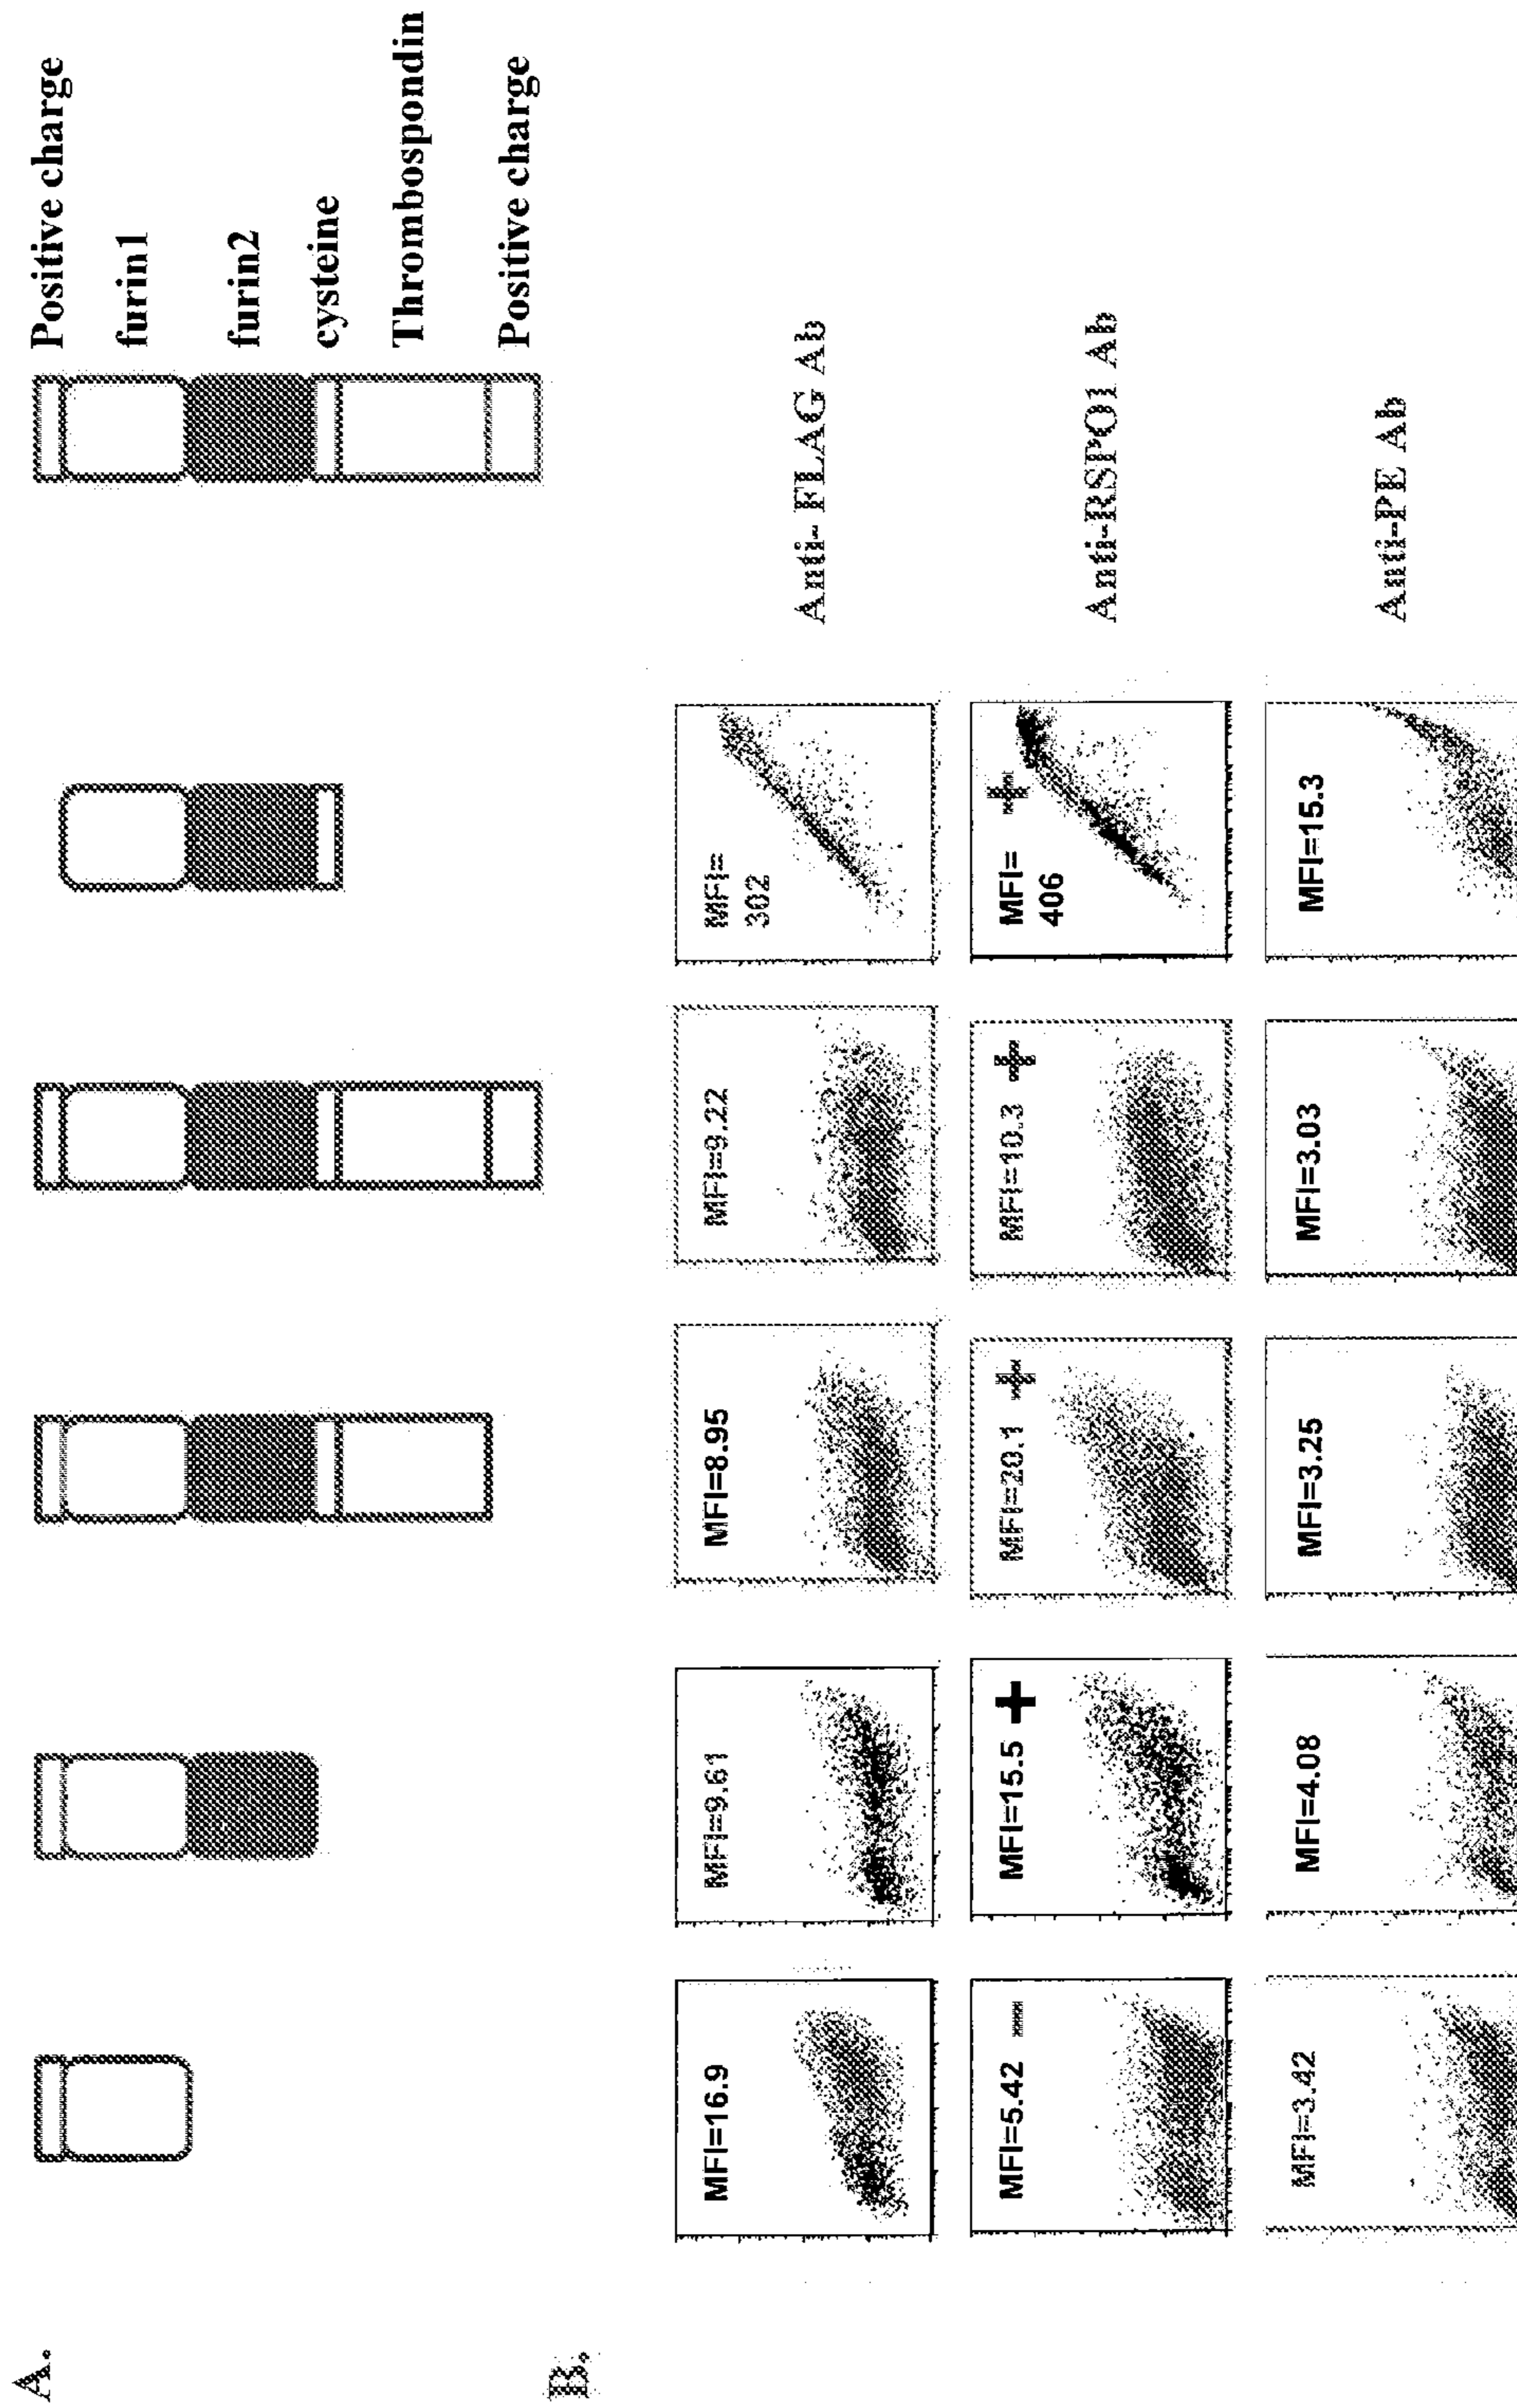 A.
Positive charge
furin1
furin2
cysteine
Thrombospondin
Positive charge
B.
MFI=16.9
MFI=9.61
MFI=8.95
MFI=9.22
MFI=
302
Anti- FLAG Ab
MFI=5.42 −
MFI=15.5 +
MFI=20.1 +
MFI=10.3 +
MFI= +
406
Anti-RSPO1 Ab
MFI=3.42
MFI=4.08
MFI=3.25
MFI=3.03
MFI=15.3
Anti-PE Ab